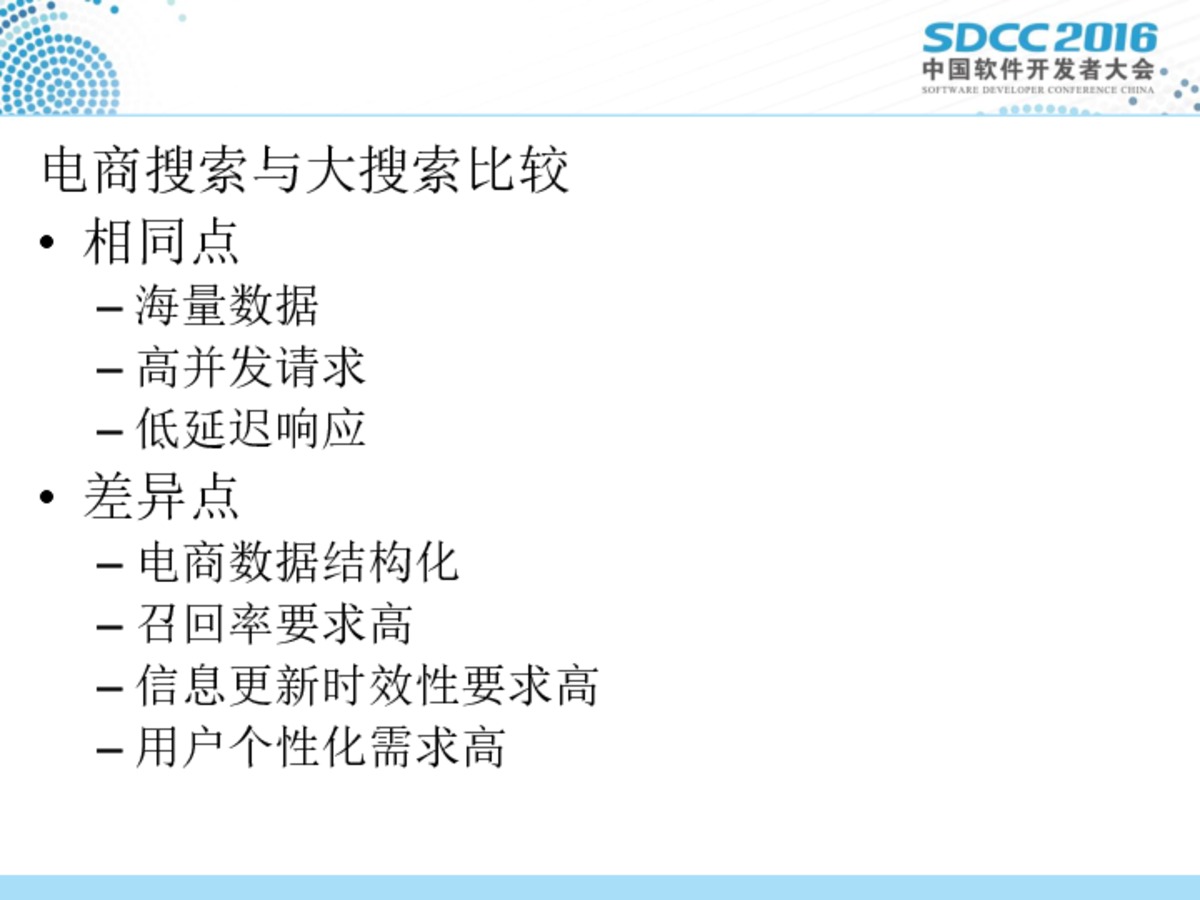 SDCC 2016
中国软件开发者大会
SOFTWARE DEVELOPER CONFERENCE CHINA
电商搜索与大搜索比较
• 相同点
– 海量数据
– 高并发请求
– 低延迟响应
• 差异点
– 电商数据结构化
– 召回率要求高
– 信息更新时效性要求高
– 用户个性化需求高